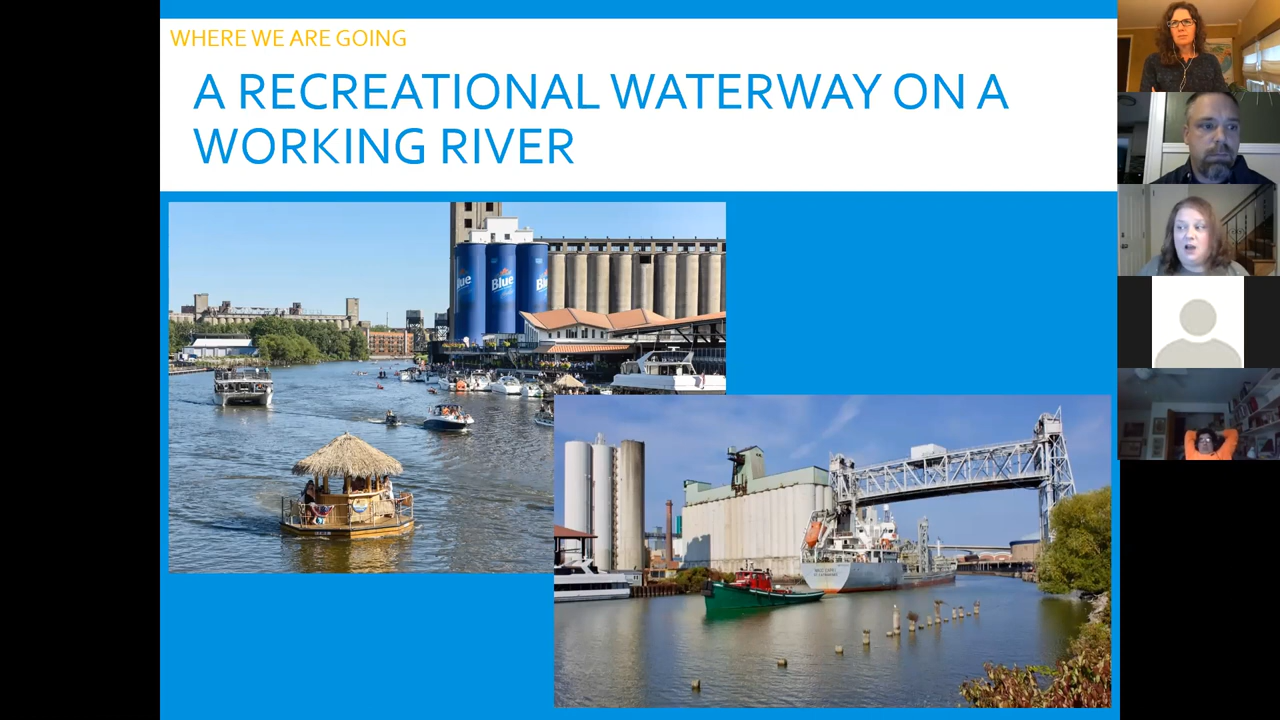 WHERE WE ARE GOING
A RECREATIONAL WATERWAY ON A
WORKING RIVER
Blue
Blue